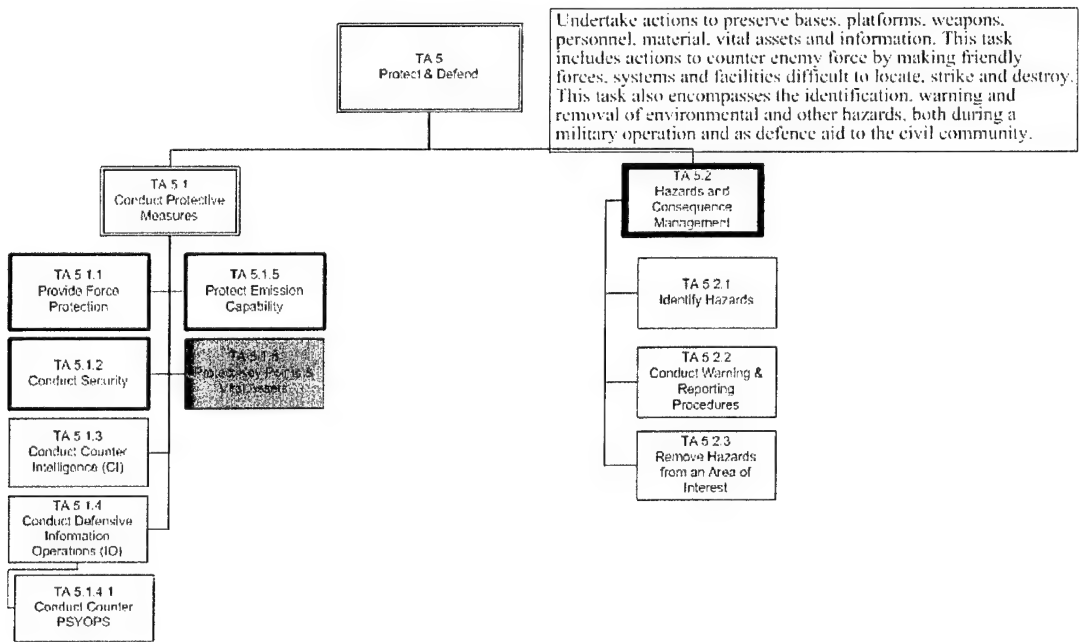 TA 5
Protect & Defend
Undertake actions to preserve bases, platforms, weapons,
personnel, material, vital assets and information. This task
includes actions to counter enemy force by making friendly
forces, systems and facilities difficult to locate, strike and destroy.
This task also encompasses the identification, warning and
removal of environmental and other hazards, both during a
military operation and as defence aid to the civil community.
TA 5.1
Conduct Protective
Measures
TA 5.1.1
Provide Force
Protection
TA 5.1.5
Protect Emission
Capability
TA 5.1.2
Conduct Security
Protect Key Points &
Vital Assets
TA 5.1.3
Conduct Counter
Intelligence (CI)
TA 5.1.4
Conduct Defensive
Information
Operations (IO)
TA 5.1.4.1
Conduct Counter
PSYOPS
TA 5.2
Hazards and
Consequence
Management
TA 5.2.1
Identify Hazards
TA 5.2.2
Conduct Warning &
Reporting
Procedures
TA 5.2.3
Remove Hazards
from an Area of
Interest